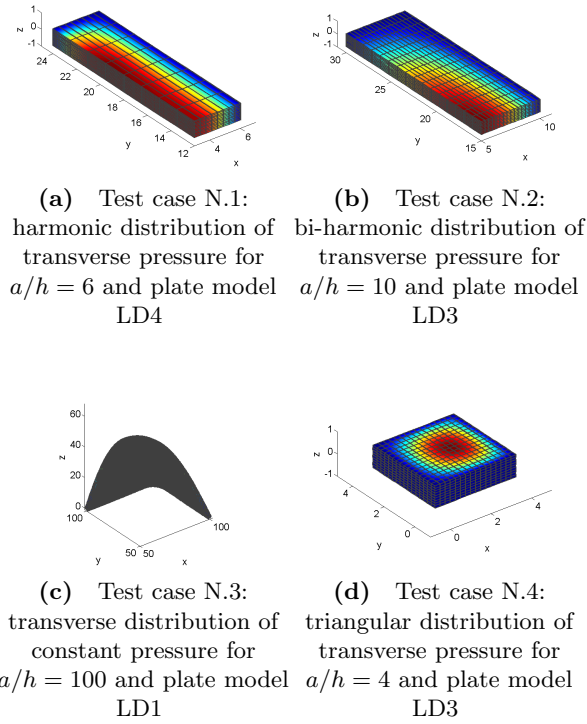 1
0
-1
z
24
22
20
18
16
14
12
y
4
6
x
1
0
-1
z
30
25
20
15
y
5
10
x
(a) Test case N.1:
harmonic distribution of
transverse pressure for
a/h = 6 and plate model
LD4
(b) Test case N.2:
bi-harmonic distribution of
transverse pressure for
a/h = 10 and plate model
LD3
60
40
20
0
z
100
50
y
50
100
x
1
0
-1
z
4
2
0
y
0
2
4
x
(c) Test case N.3:
transverse distribution of
constant pressure for
a/h = 100 and plate model
LD1
(d) Test case N.4:
triangular distribution of
transverse pressure for
a/h = 4 and plate model
LD3